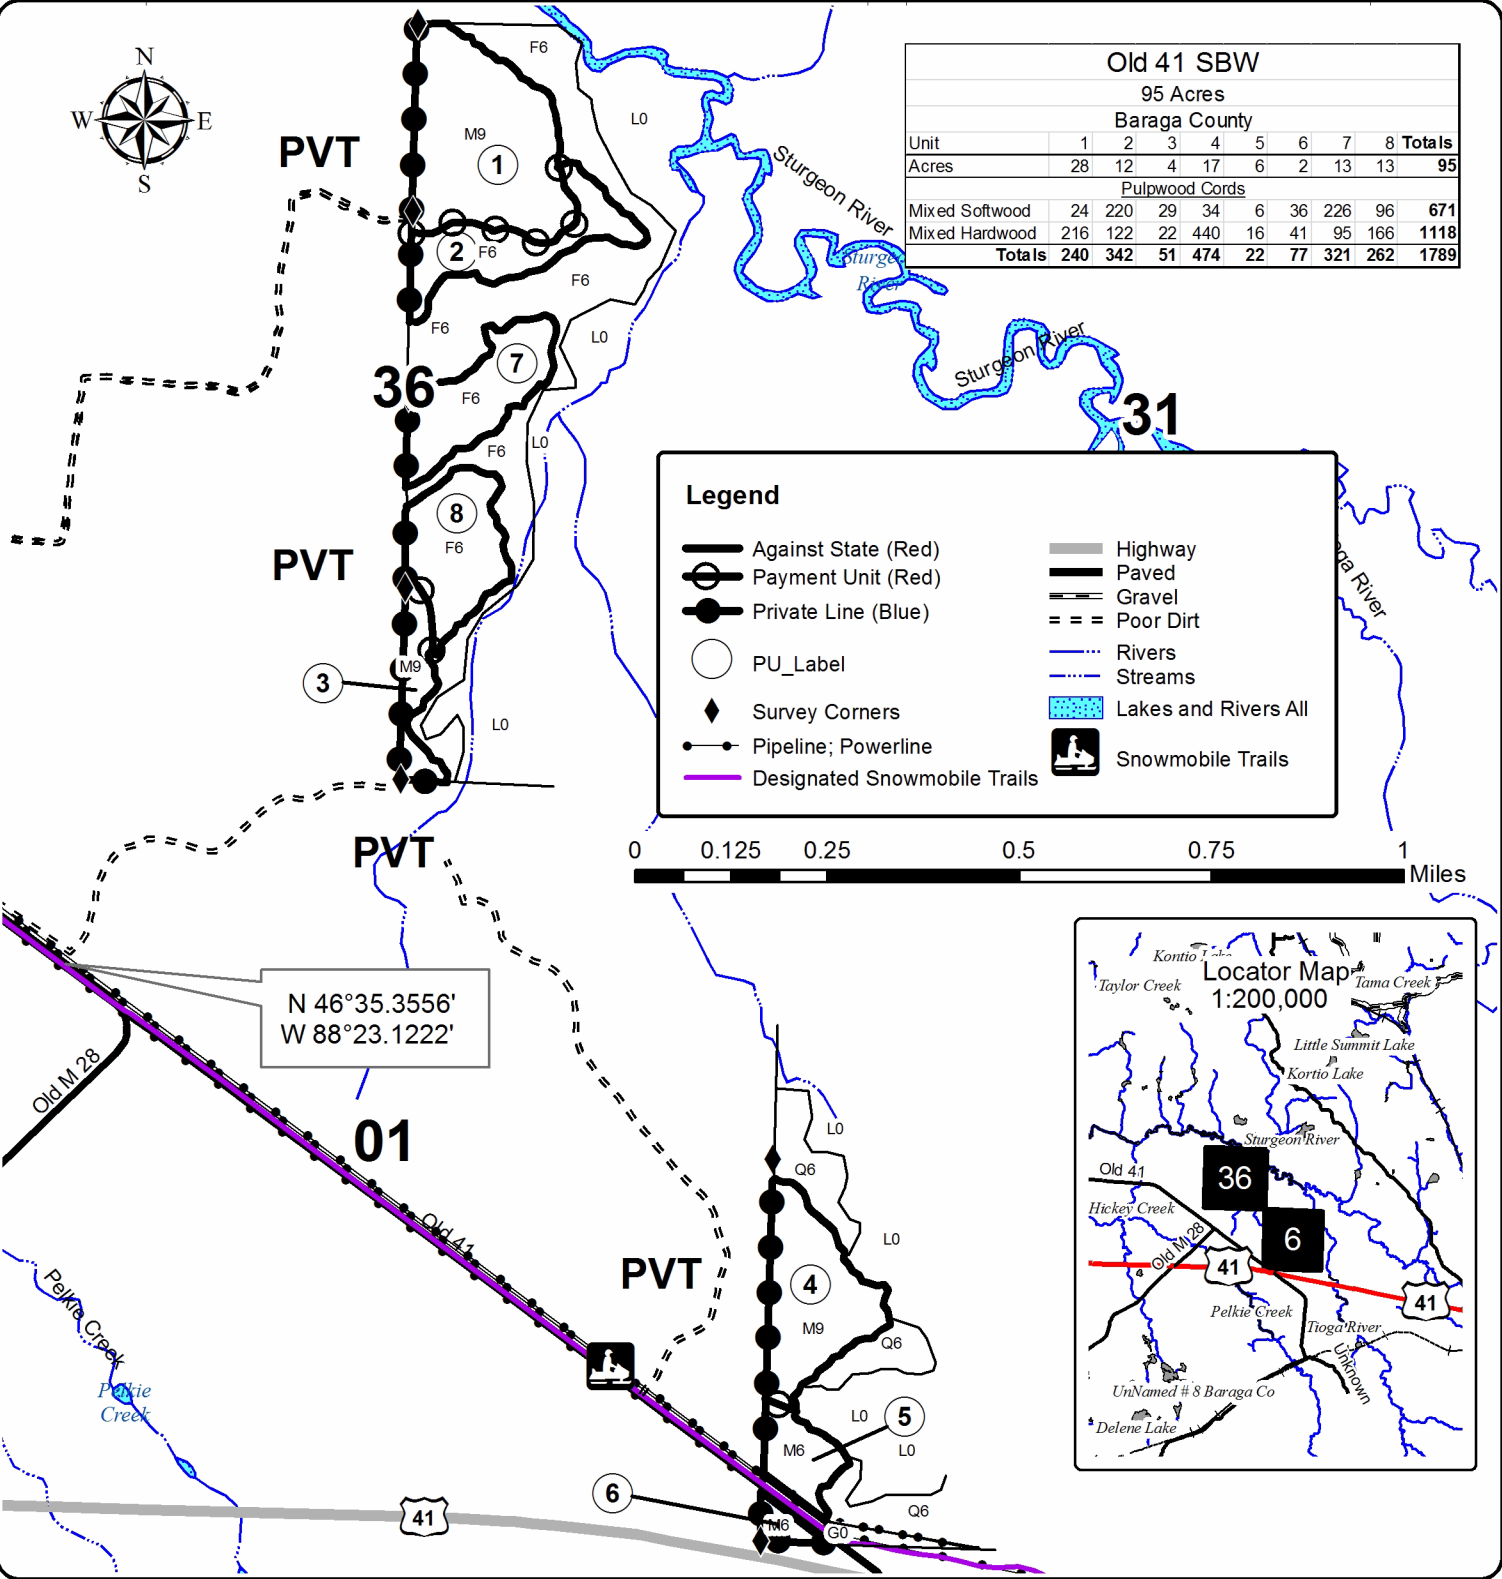 N
W E
S
PVT
F6
L0
M9
1
2
F6
F6
F6
L0
7
36
F6
L0
F6
8
F6
PVT
M9
3
L0
PVT
Sturgeon River
Sturgeon River
31
Old 41 SBW
95 Acres
Baraga County
Unit 1 2 3 4 5 6 7 8 Totals
Acres 28 12 4 17 6 2 13 13 95
Pulpwood Cords
Mixed Softwood 24 220 29 34 6 36 226 96 671
Mixed Hardwood 216 122 22 440 16 41 95 166 1118
Totals 240 342 51 474 22 77 321 262 1789
Legend
Against State (Red)
Payment Unit (Red)
Private Line (Blue)
PU_Label
Survey Corners
Pipeline; Powerline
Designated Snowmobile Trails
Highway
Paved
Gravel
Poor Dirt
Rivers
Streams
Lakes and Rivers All
Snowmobile Trails
River
0 0.125 0.25 0.5 0.75 1
Miles
N 46°35.3556'
W 88°23.1222'
Old M 28
01
Old 41
PVT
Pelkie Creek
Pelkie
Creek
41
L0
Q6
L0
4
M9
Q6
L0
5
L0
M6
6
M6
G0
Q6
Locator Map
1:200,000
Kontio Lake
Taylor Creek
Tama Creek
Little Summit Lake
Kortio Lake
Sturgeon River
Old 41
36
Hickey Creek
Old M 28
6
41
41
Pelkie Creek
Tioga River
Unknown
UnNamed # 8 Baraga Co
Delene Lake